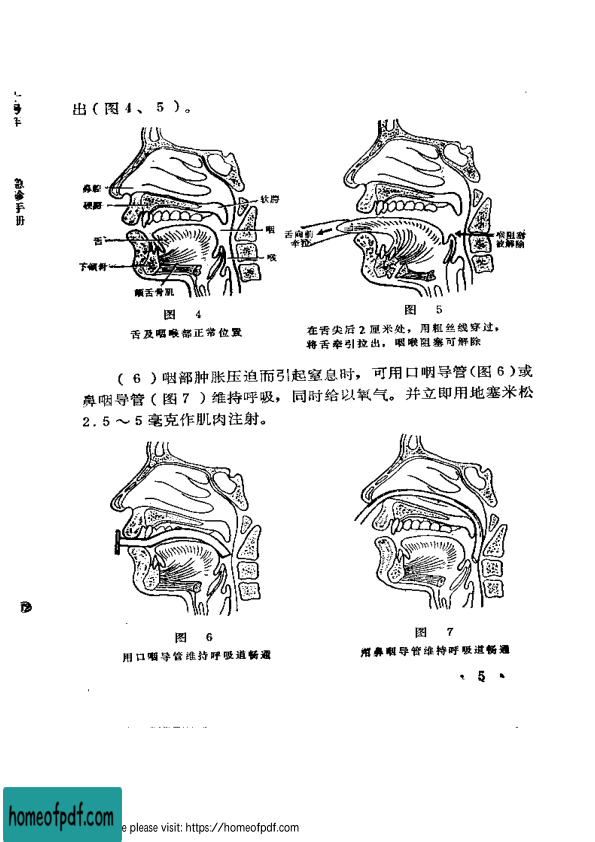 出(图4、5)。
急诊手册
鼻腔
硬腭
软腭
舌
咽
下颌骨
喉
颏舌骨肌
舌向前
牵拉
喉阻塞
被解除
图 4
舌及咽喉部正常位置
图 5
在舌尖后2厘米处，用粗丝线穿过，
将舌牵引拉出，咽喉阻塞可解除
(6)咽部肿胀压迫而引起窒息时，可用口咽导管(图6)或
鼻咽导管(图7)维持呼吸，同时给以氧气。并立即用地塞米松
2.5～5毫克作肌肉注射。
图 6
用口咽导管维持呼吸道畅通
图 7
用鼻咽导管维持呼吸道畅通
5
homeofpdf.com
e please visit: https://homeofpdf.com